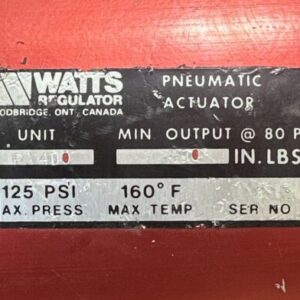 WATTS
REGULATOR
ODBRIDGE, ONT., CANADA
PNEUMATIC
ACTUATOR
UNIT
MIN OUTPUT @ 80 P
IN. LBS
125 PSI
160° F
AX. PRESS
MAX TEMP
SER NO